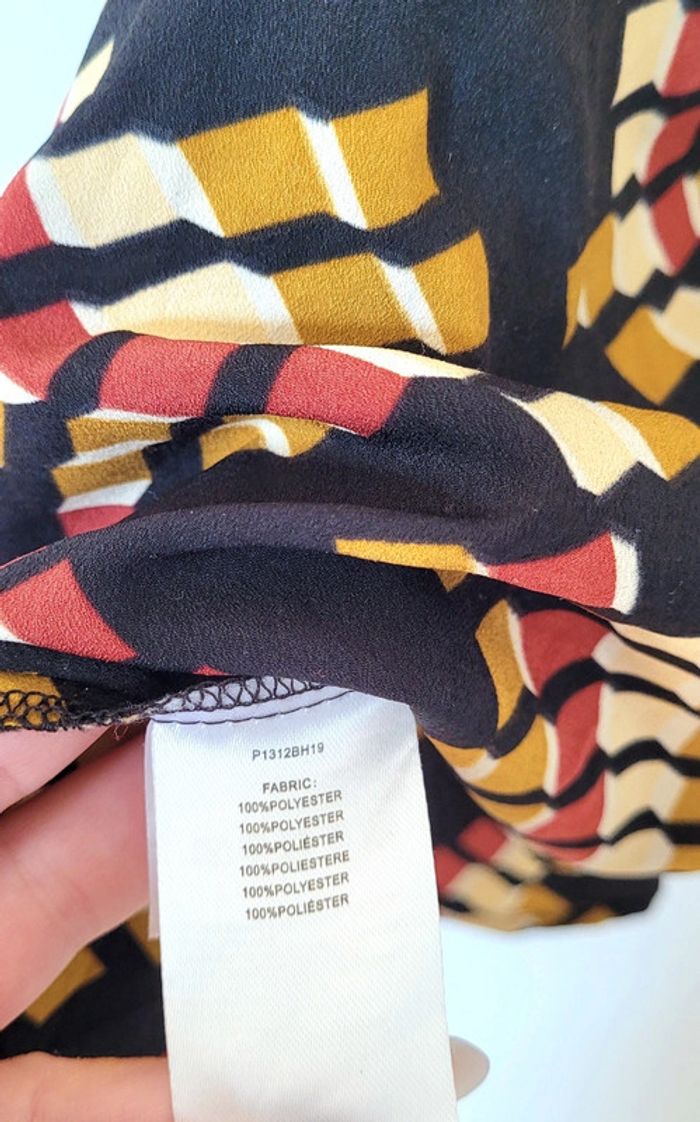 P1312BH19
FABRIC:
100%POLYESTER
100%POLYESTER
100%POLIÉSTER
100%POLIESTERE
100%POLYESTER
100%POLIÉSTER